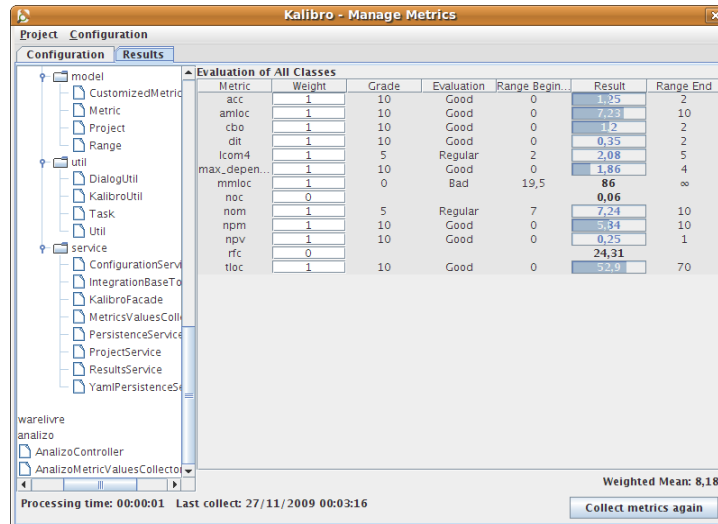 Kalibro - Manage Metrics
Project Configuration
Configuration Results
model
CustomizedMetric
Metric
Project
Range
util
DialogUtil
KalibroUtil
Task
Util
service
ConfigurationServi
IntegrationBaseTo
KalibroFacade
MetricsValuesColle
PersistenceService
ProjectService
ResultsService
YamlPersistenceSe
warelivre
analizo
AnalizoController
AnalizoMetricValuesCollector
Evaluation of All Classes
Metric Weight Grade Evaluation Range Begin... Result Range End
acc 1 10 Good 0 1,25 2
amloc 1 10 Good 0 7,23 10
cbo 1 10 Good 0 1,2 2
dit 1 10 Good 0 0,35 2
lcom4 1 5 Regular 2 2,08 5
max_depen... 1 10 Good 0 1,86 4
mmloc 1 0 Bad 19,5 86 ∞
noc 0 0,06
nom 1 5 Regular 7 7,24 10
npm 1 10 Good 0 5,34 10
npv 1 10 Good 0 0,25 1
rfc 0 24,31
tloc 1 10 Good 0 52,9 70
Weighted Mean: 8,18
Processing time: 00:00:01 Last collect: 27/11/2009 00:03:16
Collect metrics again